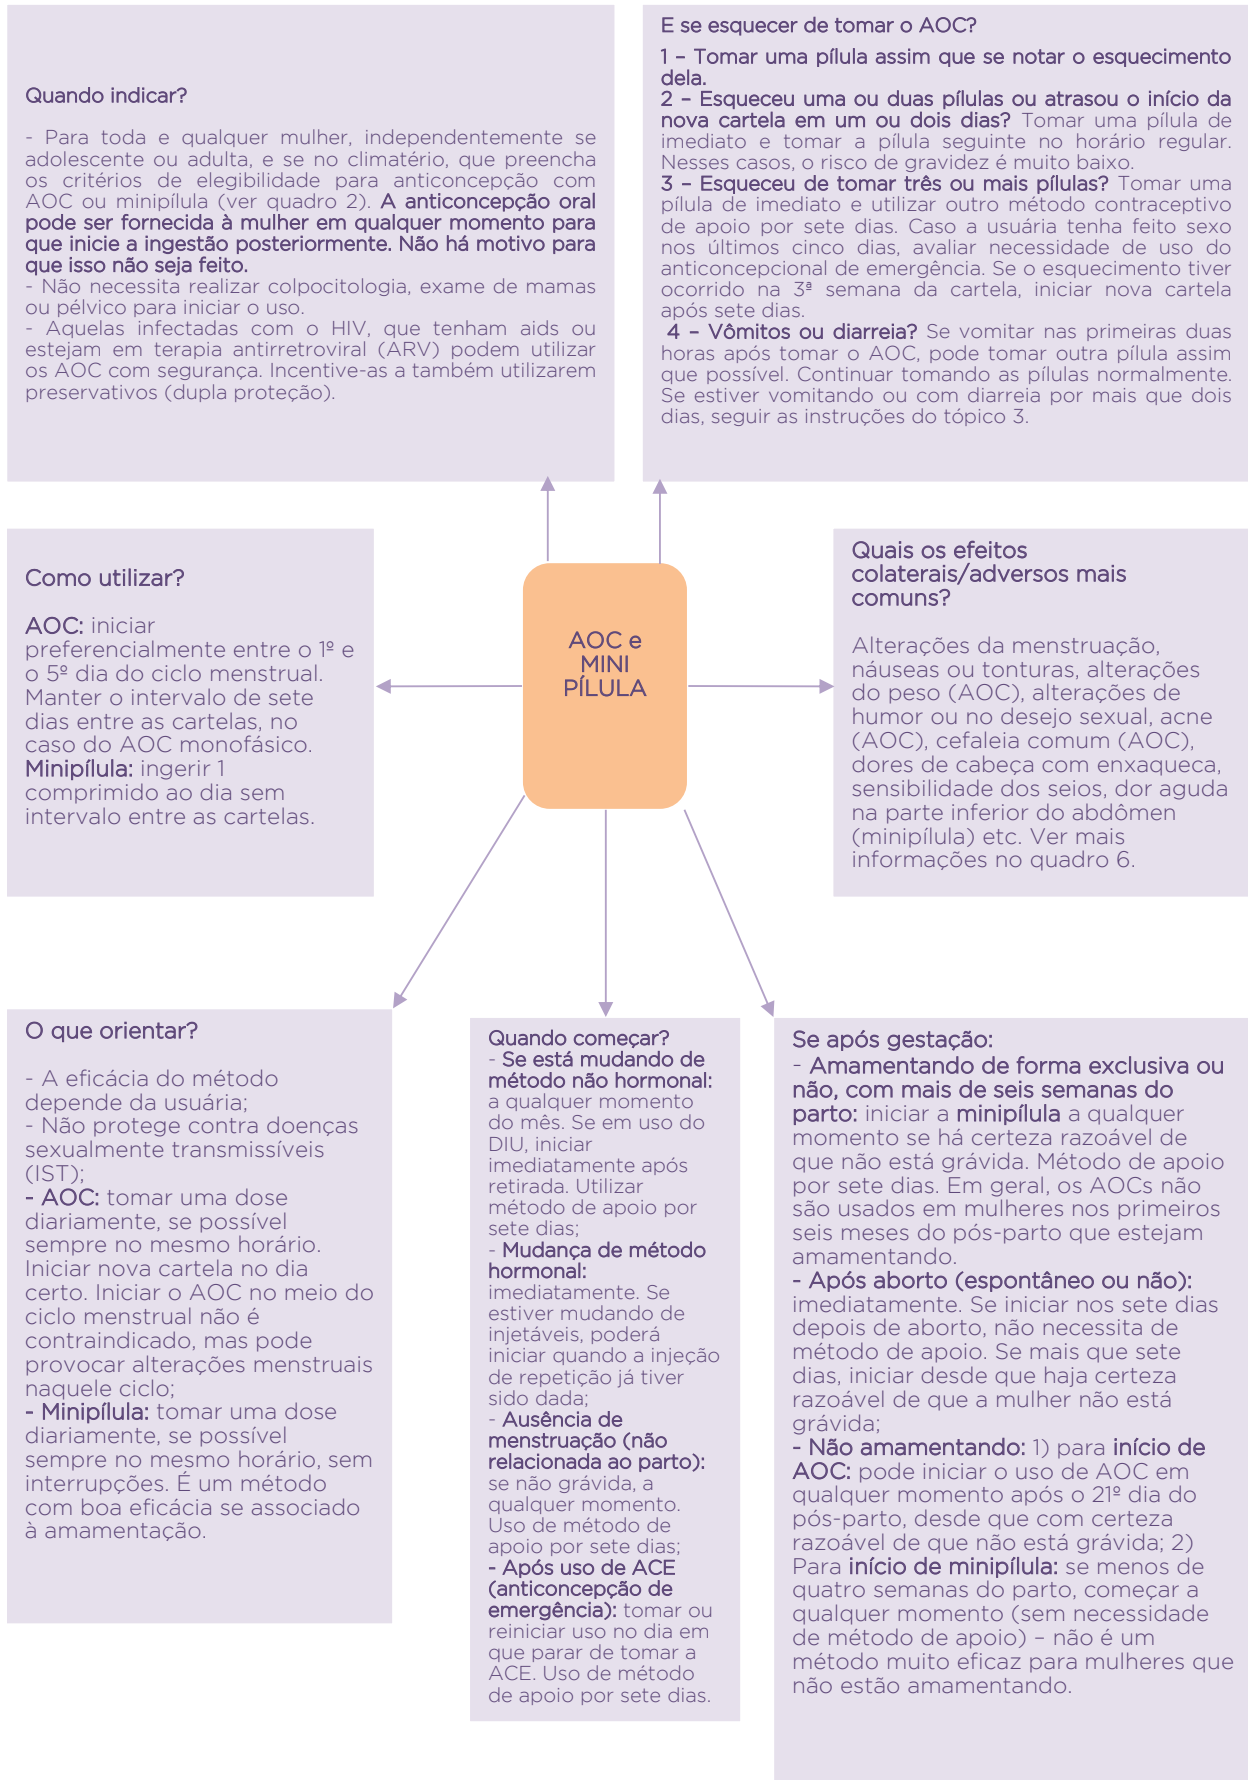 Quando indicar?
- Para toda e qualquer mulher, independentemente se
adolescente ou adulta, e se no climatério, que preencha
os critérios de elegibilidade para anticoncepção com
AOC ou minipílula (ver quadro 2). A anticoncepção oral
pode ser fornecida à mulher em qualquer momento para
que inicie a ingestão posteriormente. Não há motivo para
que isso não seja feito.
- Não necessita realizar colpocitologia, exame de mamas
ou pélvico para iniciar o uso.
- Aquelas infectadas com o HIV, que tenham aids ou
estejam em terapia antirretroviral (ARV) podem utilizar
os AOC com segurança. Incentive-as a também utilizarem
preservativos (dupla proteção).
E se esquecer de tomar o AOC?
1 – Tomar uma pílula assim que se notar o esquecimento
dela.
2 – Esqueceu uma ou duas pílulas ou atrasou o início da
nova cartela em um ou dois dias? Tomar uma pílula de
imediato e tomar a pílula seguinte no horário regular.
Nesses casos, o risco de gravidez é muito baixo.
3 – Esqueceu de tomar três ou mais pílulas? Tomar uma
pílula de imediato e utilizar outro método contraceptivo
de apoio por sete dias. Caso a usuária tenha feito sexo
nos últimos cinco dias, avaliar necessidade de uso do
anticoncepcional de emergência. Se o esquecimento tiver
ocorrido na 3ª semana da cartela, iniciar nova cartela
após sete dias.
4 – Vômitos ou diarreia? Se vomitar nas primeiras duas
horas após tomar o AOC, pode tomar outra pílula assim
que possível. Continuar tomando as pílulas normalmente.
Se estiver vomitando ou com diarreia por mais que dois
dias, seguir as instruções do tópico 3.
Como utilizar?
AOC: iniciar
preferencialmente entre o 1º e
o 5º dia do ciclo menstrual.
Manter o intervalo de sete
dias entre as cartelas, no
caso do AOC monofásico.
Minipílula: ingerir 1
comprimido ao dia sem
intervalo entre as cartelas.
AOC e
MINI
PÍLULA
Quais os efeitos
colaterais/adversos mais
comuns?
Alterações da menstruação,
náuseas ou tonturas, alterações
do peso (AOC), alterações de
humor ou no desejo sexual, acne
(AOC), cefaleia comum (AOC),
dores de cabeça com enxaqueca,
sensibilidade dos seios, dor aguda
na parte inferior do abdômen
(minipílula) etc. Ver mais
informações no quadro 6.
O que orientar?
- A eficácia do método
depende da usuária;
- Não protege contra doenças
sexualmente transmissíveis
(IST);
- AOC: tomar uma dose
diariamente, se possível
sempre no mesmo horário.
Iniciar nova cartela no dia
certo. Iniciar o AOC no meio do
ciclo menstrual não é
contraindicado, mas pode
provocar alterações menstruais
naquele ciclo;
- Minipílula: tomar uma dose
diariamente, se possível
sempre no mesmo horário, sem
interrupções. É um método
com boa eficácia se associado
à amamentação.
Quando começar?
- Se está mudando de
método não hormonal:
a qualquer momento
do mês. Se em uso do
DIU, iniciar
imediatamente após
retirada. Utilizar
método de apoio por
sete dias;
- Mudança de método
hormonal:
imediatamente. Se
estiver mudando de
injetáveis, poderá
iniciar quando a injeção
de repetição já tiver
sido dada;
- Ausência de
menstruação (não
relacionada ao parto):
se não grávida, a
qualquer momento.
Uso de método de
apoio por sete dias;
- Após uso de ACE
(anticoncepção de
emergência): tomar ou
reiniciar uso no dia em
que parar de tomar a
ACE. Uso de método
de apoio por sete dias.
Se após gestação:
- Amamentando de forma exclusiva ou
não, com mais de seis semanas do
parto: iniciar a minipílula a qualquer
momento se há certeza razoável de
que não está grávida. Método de apoio
por sete dias. Em geral, os AOCs não
são usados em mulheres nos primeiros
seis meses do pós-parto que estejam
amamentando.
- Após aborto (espontâneo ou não):
imediatamente. Se iniciar nos sete dias
depois de aborto, não necessita de
método de apoio. Se mais que sete
dias, iniciar desde que haja certeza
razoável de que a mulher não está
grávida;
- Não amamentando: 1) para início de
AOC: pode iniciar o uso de AOC em
qualquer momento após o 21º dia do
pós-parto, desde que com certeza
razoável de que não está grávida; 2)
Para início de minipílula: se menos de
quatro semanas do parto, começar a
qualquer momento (sem necessidade
de método de apoio) – não é um
método muito eficaz para mulheres que
não estão amamentando.